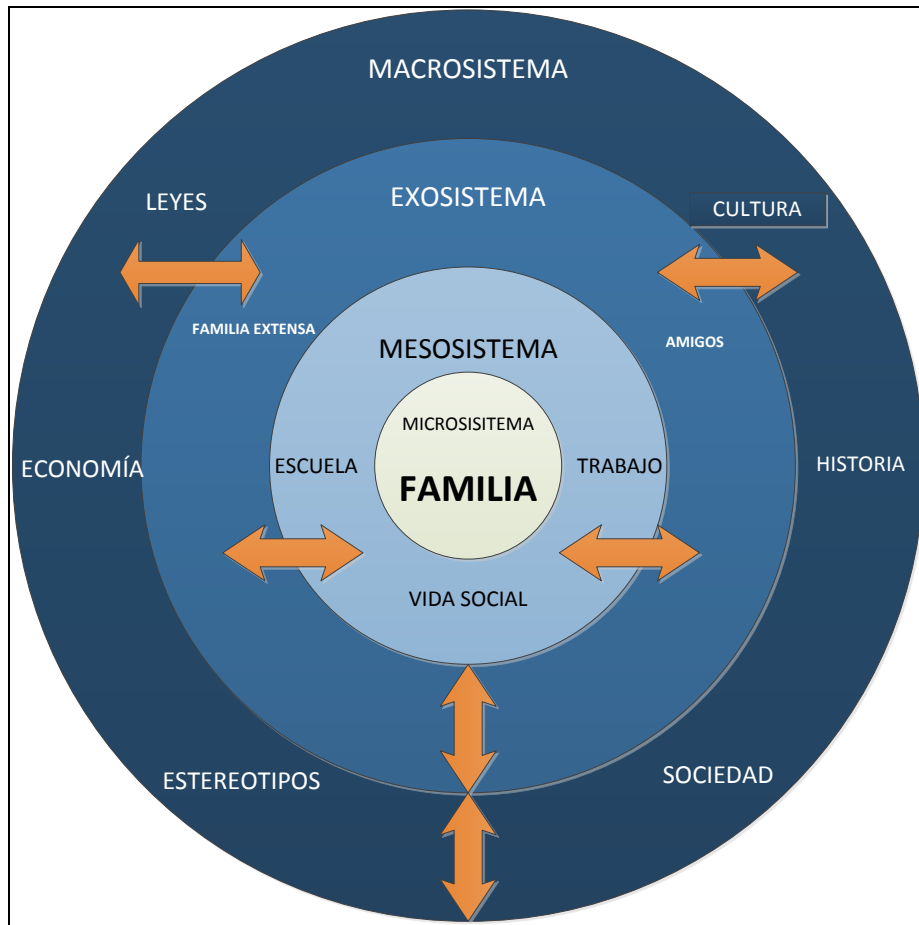 MACROSISTEMA
LEYES
EXOSISTEMA
CULTURA
FAMILIA EXTENSA
AMIGOS
MESOSISTEMA
MICROSISITEMA
ECONOMÍA
ESCUELA
FAMILIA
TRABAJO
HISTORIA
VIDA SOCIAL
ESTEREOTIPOS
SOCIEDAD